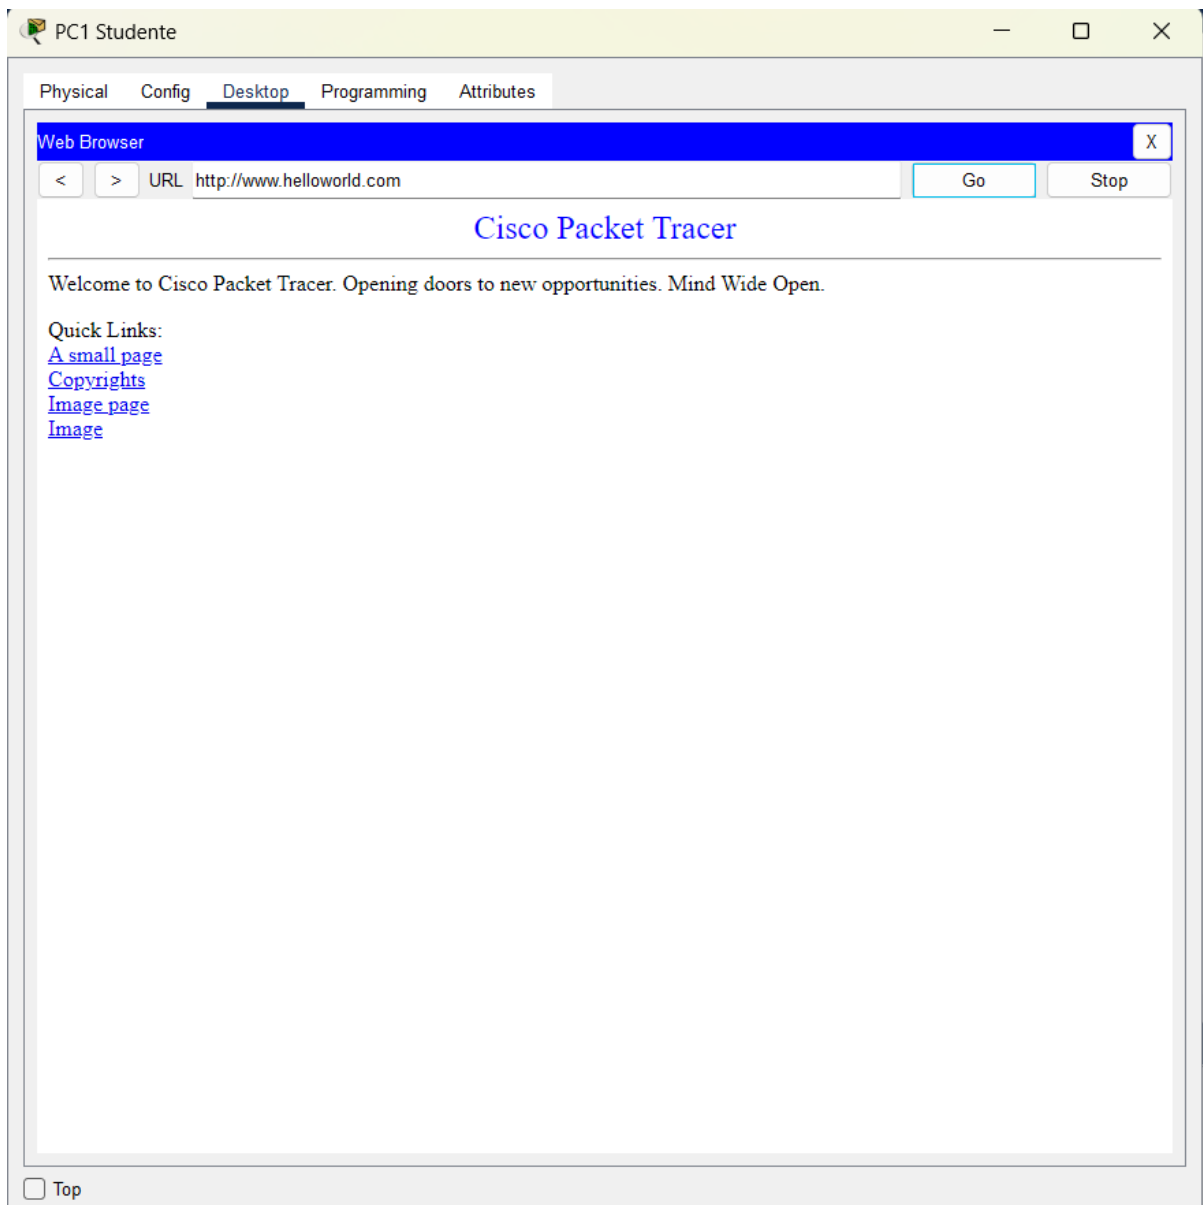 PC1 Studente
Physical Config Desktop Programming Attributes
Web Browser X
< > URL http://www.helloworld.com Go Stop
Cisco Packet Tracer
Welcome to Cisco Packet Tracer. Opening doors to new opportunities. Mind Wide Open.
Quick Links:
A small page
Copyrights
Image page
Image
Top